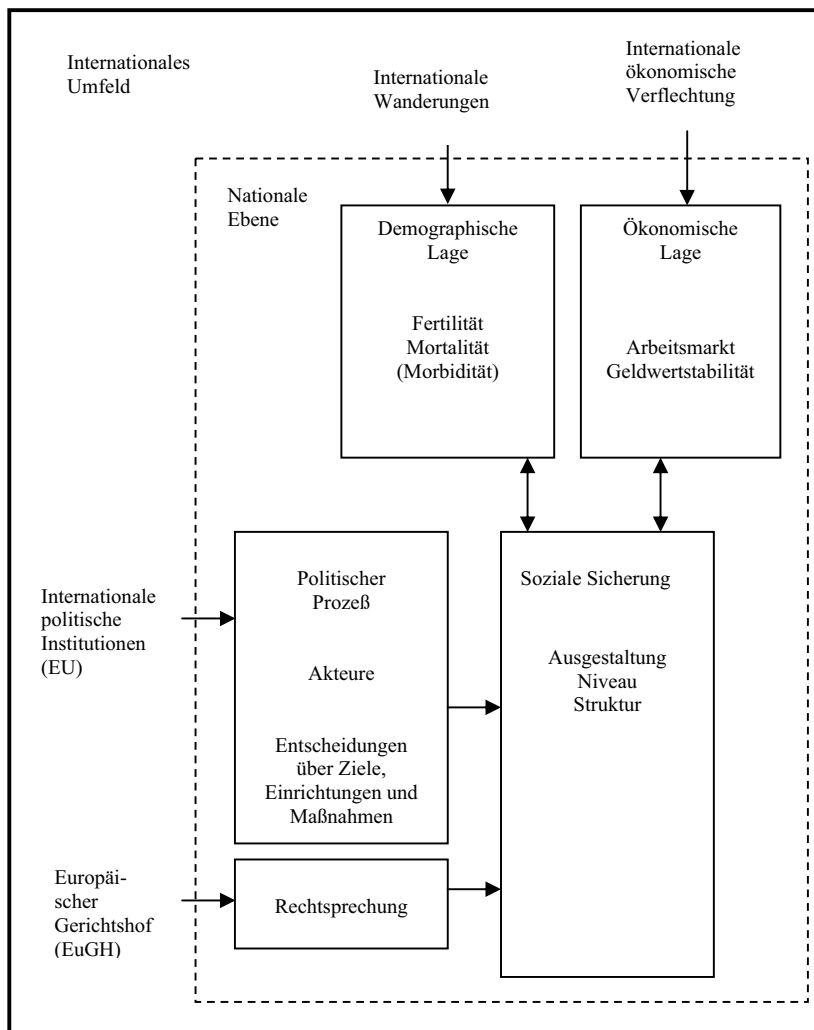 Internationales
Umfeld
Internationale
Wanderungen
Internationale
ökonomische
Verflechtung
Nationale
Ebene
Demographische
Lage
Fertilität
Mortalität
(Morbidität)
Ökonomische
Lage
Arbeitsmarkt
Geldwertstabilität
Internationale
politische
Institutionen
(EU)
Politischer
Prozeß
Akteure
Entscheidungen
über Ziele,
Einrichtungen und
Maßnahmen
Soziale Sicherung
Ausgestaltung
Niveau
Struktur
Europäi-
scher
Gerichtshof
(EuGH)
Rechtsprechung